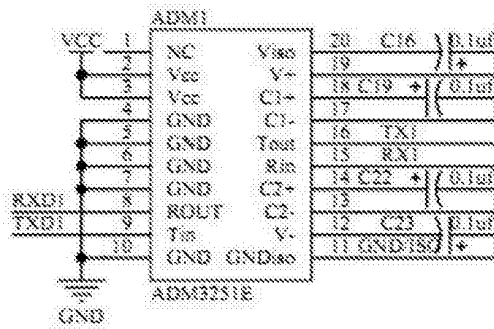 ADM1
VCC 1 NC Viso 20 C16 0.1uf
2 Vcc V+ 19
3 Vcc C1+ 18 C19 + 0.1uf
4 GND C1- 17
5 GND Tout 16 TX1
6 GND Rin 15 RX1
7 GND C2+ 14 C22 + 0.1uf
RXD1 8 ROUT C2- 13
TXD1 9 Tin V- 12 C23 0.1uf
10 GND GNDiso 11 GND/ISO +
ADM3251E
GND